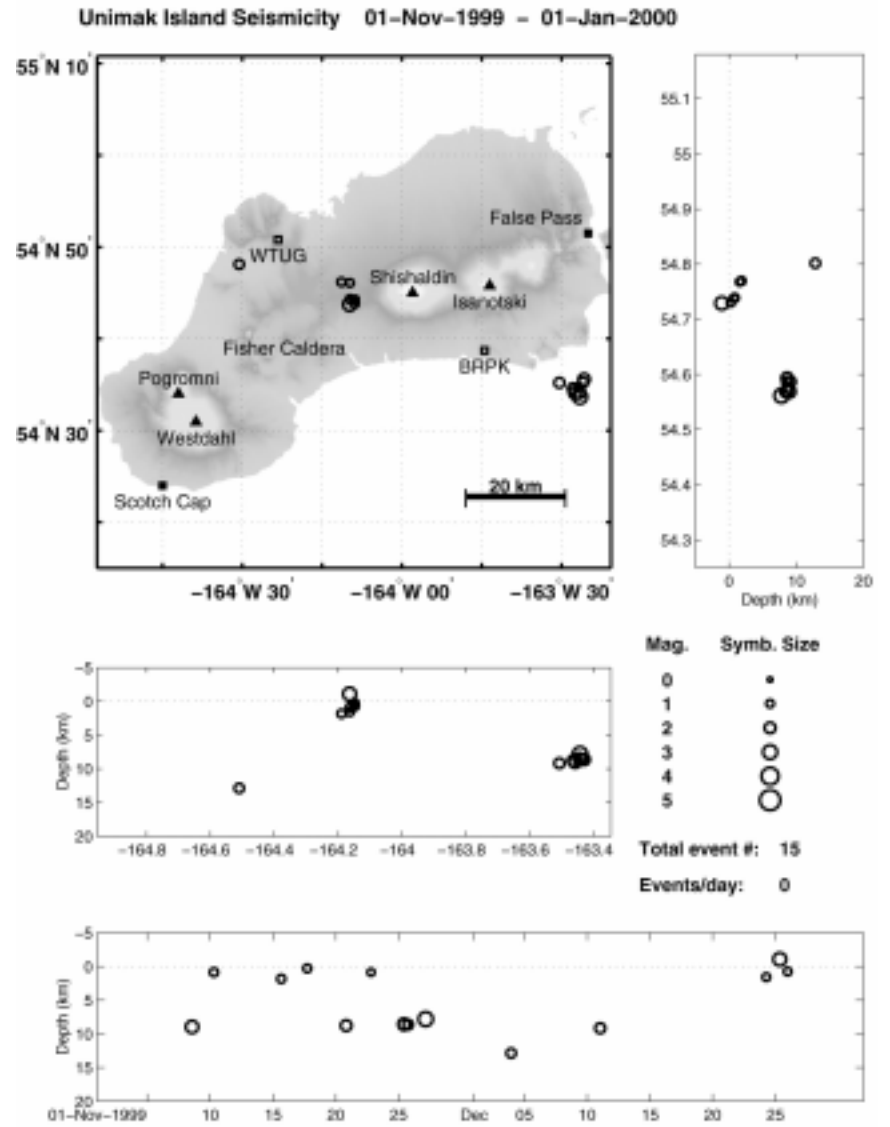 Unimak Island Seismicity 01-Nov-1999 - 01-Jan-2000
55° N 10'
54° N 50'
54° N 30'
-164° W 30'
-164° W 00'
-163° W 30'
False Pass
WTUG
Shishaldin
Isanotski
Fisher Caldera
BRPK
Pogromni
Westdahl
20 km
Scotch Cap
55.1
55
54.9
54.8
54.7
54.6
54.5
54.4
54.3
0 10 20
Depth (km)
-5
0
5
10
15
20
Depth (km)
-164.8 -164.6 -164.4 -164.2 -164 -163.8 -163.6 -163.4
Mag. Symb. Size
0
1
2
3
4
5
Total event #: 15
Events/day: 0
-5
0
5
10
15
20
Depth (km)
01-Nov-1999 10 15 20 25 Dec 05 10 15 20 25